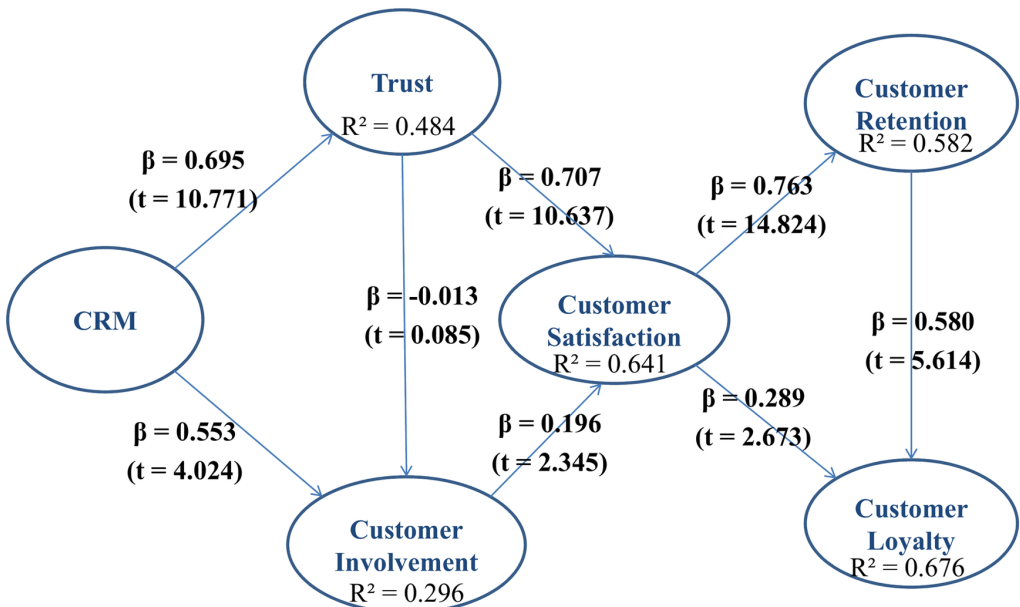 Trust
R² = 0.484
Customer
Retention
R² = 0.582
β = 0.695
(t = 10.771)
β = 0.707
(t = 10.637)
β = 0.763
(t = 14.824)
CRM
β = -0.013
(t = 0.085)
Customer
Satisfaction
R² = 0.641
β = 0.580
(t = 5.614)
β = 0.553
(t = 4.024)
β = 0.196
(t = 2.345)
β = 0.289
(t = 2.673)
Customer
Involvement
R² = 0.296
Customer
Loyalty
R² = 0.676